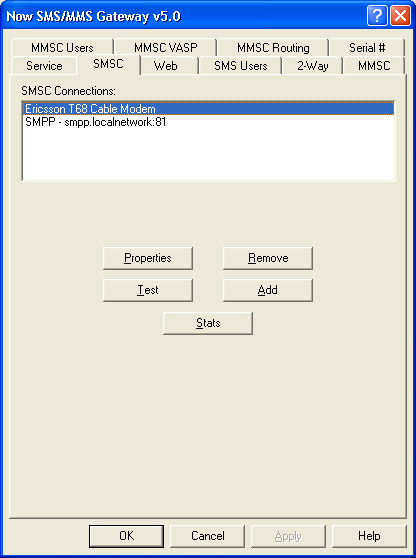 Now SMS/MMS Gateway v5.0
MMSC Users MMSC VASP MMSC Routing Serial #
Service SMSC Web SMS Users 2-Way MMSC
SMSC Connections:
Ericsson T68 Cable Modem
SMPP - smpp.localnetwork:81
Properties Remove
Test Add
Stats
OK Cancel Apply Help